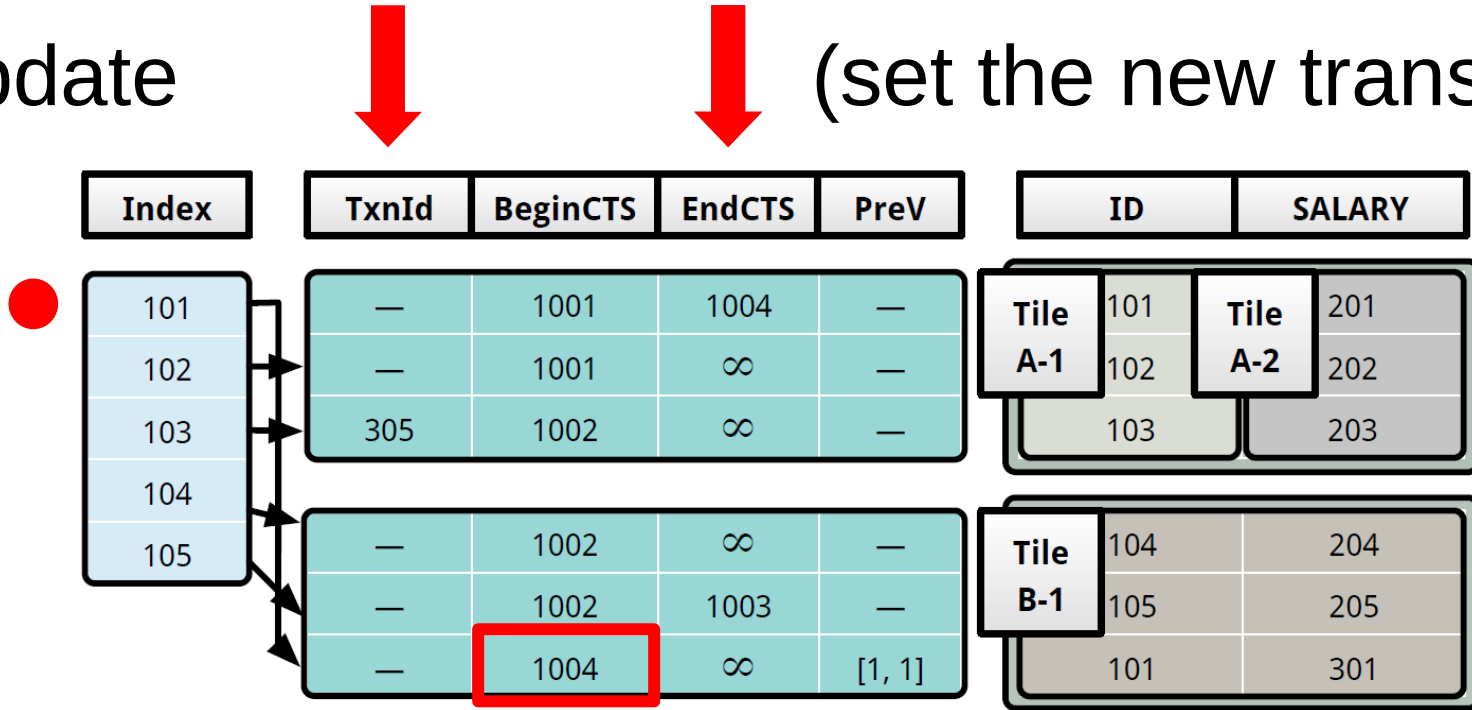 pdate (set the new trans
Index TxnId BeginCTS EndCTS PreV ID SALARY
101 — 1001 1004 — Tile A-1 101 Tile A-2 201
102 — 1001 ∞ — 102 202
103 305 1002 ∞ — 103 203
104 — 1002 ∞ — Tile B-1 104 204
105 — 1002 1003 — 105 205
— 1004 ∞ [1, 1] 101 301